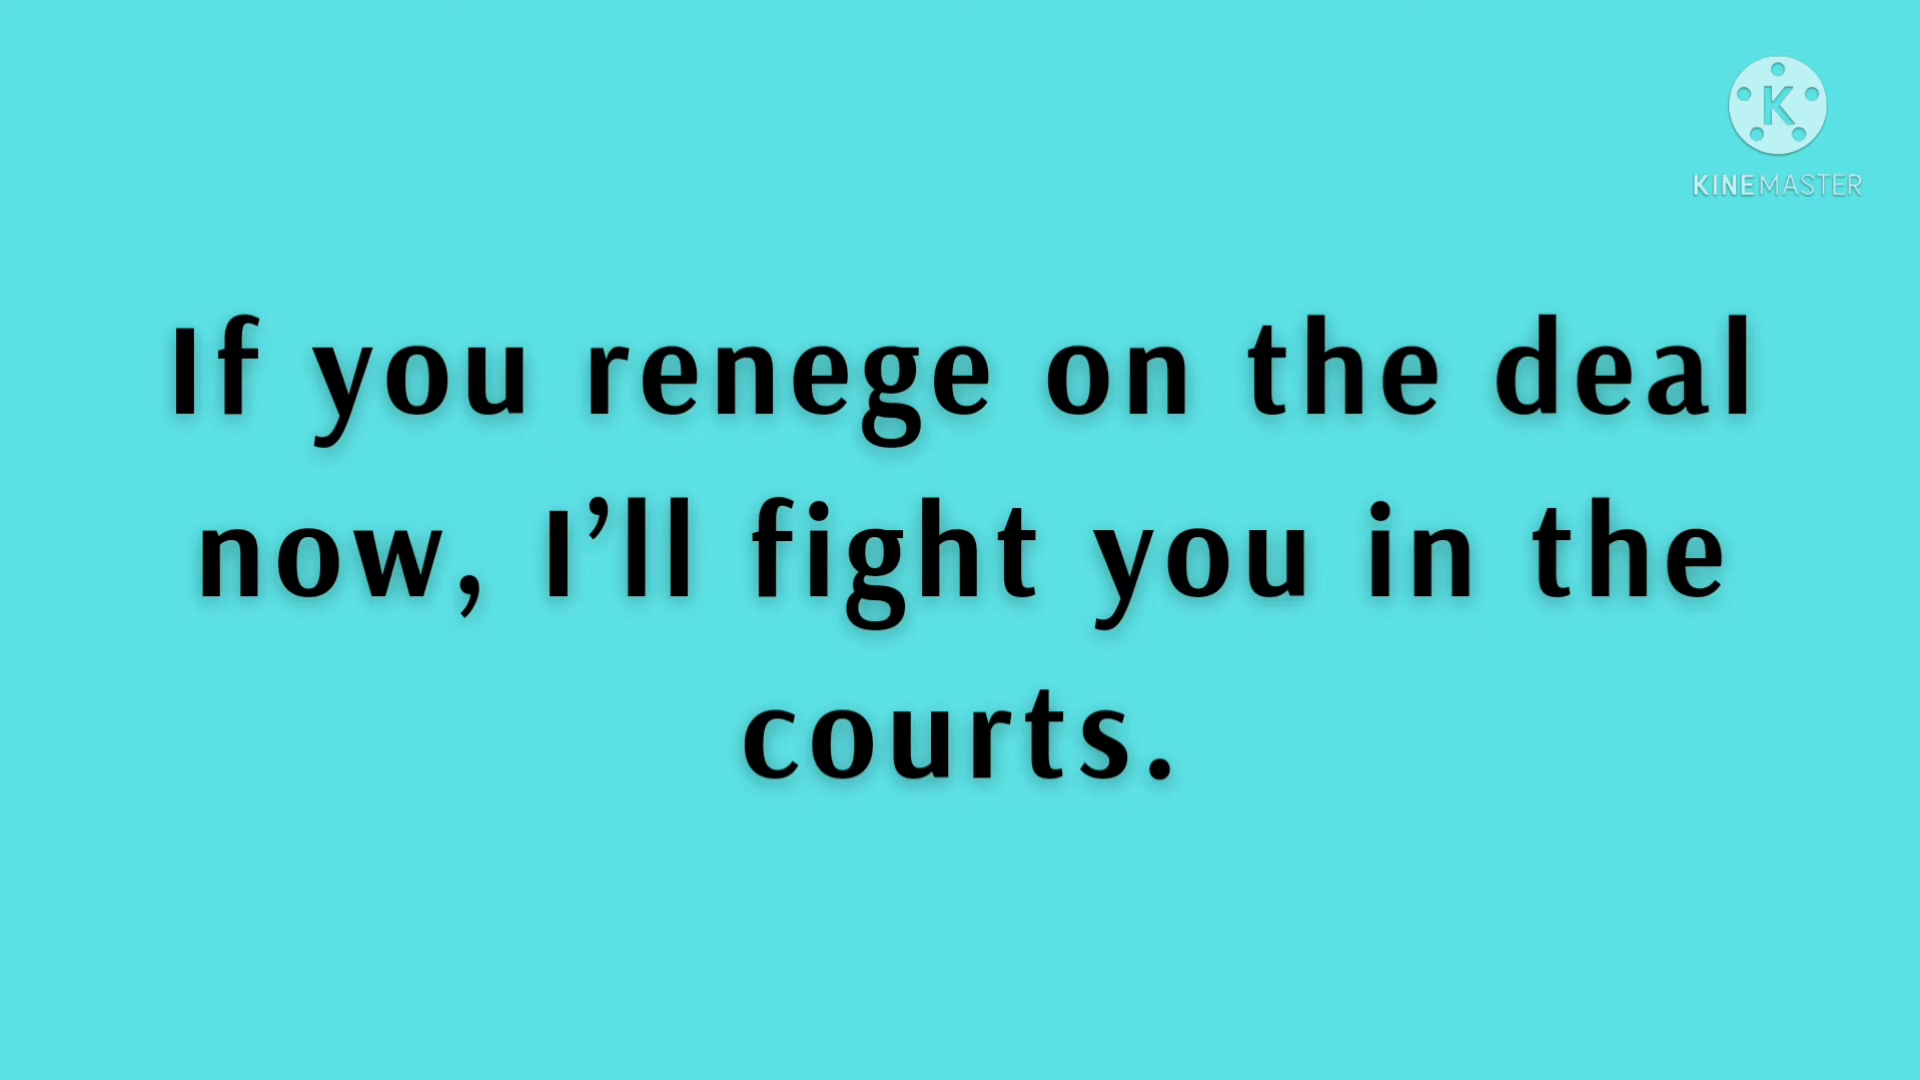 K
KINEMASTER
If you renege on the deal
now, I’ll fight you in the
courts.